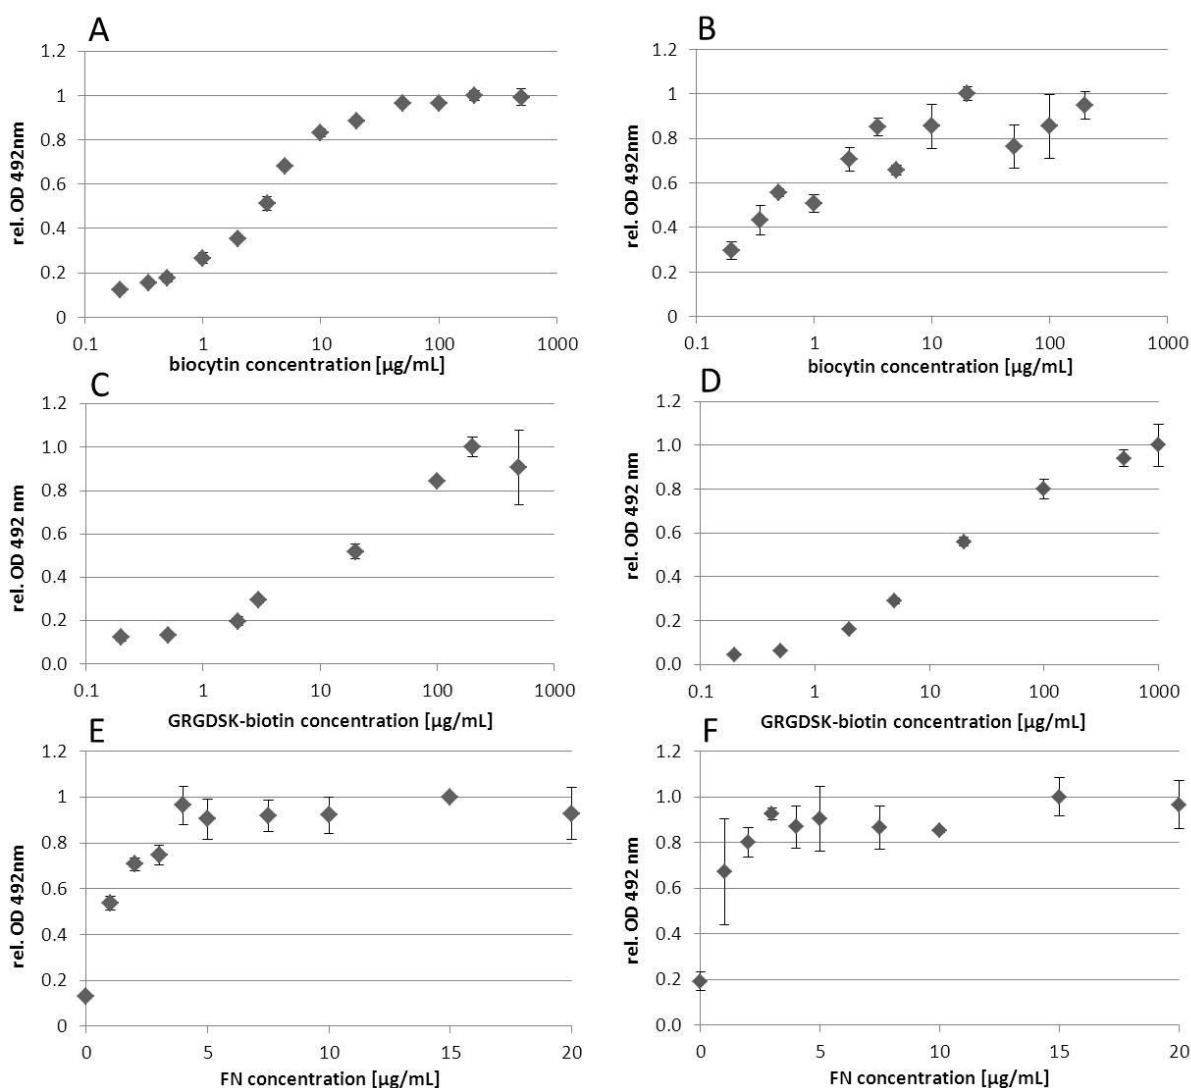 A
1.2
1
0.8
0.6
0.4
0.2
0
rel. OD 492nm
0.1 1 10 100 1000
biocytin concentration [µg/mL]
B
1.2
1
0.8
0.6
0.4
0.2
0
rel. OD 492nm
0.1 1 10 100 1000
biocytin concentration [µg/mL]
C
1.2
1.0
0.8
0.6
0.4
0.2
0.0
rel. OD 492 nm
0.1 1 10 100 1000
GRGDSK-biotin concentration [µg/mL]
D
1.2
1.0
0.8
0.6
0.4
0.2
0.0
rel. OD 492 nm
0.1 1 10 100 1000
GRGDSK-biotin concentration [µg/mL]
E
1.2
1
0.8
0.6
0.4
0.2
0
rel. OD 492nm
0 5 10 15 20
FN concentration [µg/mL]
F
1.2
1.0
0.8
0.6
0.4
0.2
0.0
rel. OD 492 nm
0 5 10 15 20
FN concentration [µg/mL]